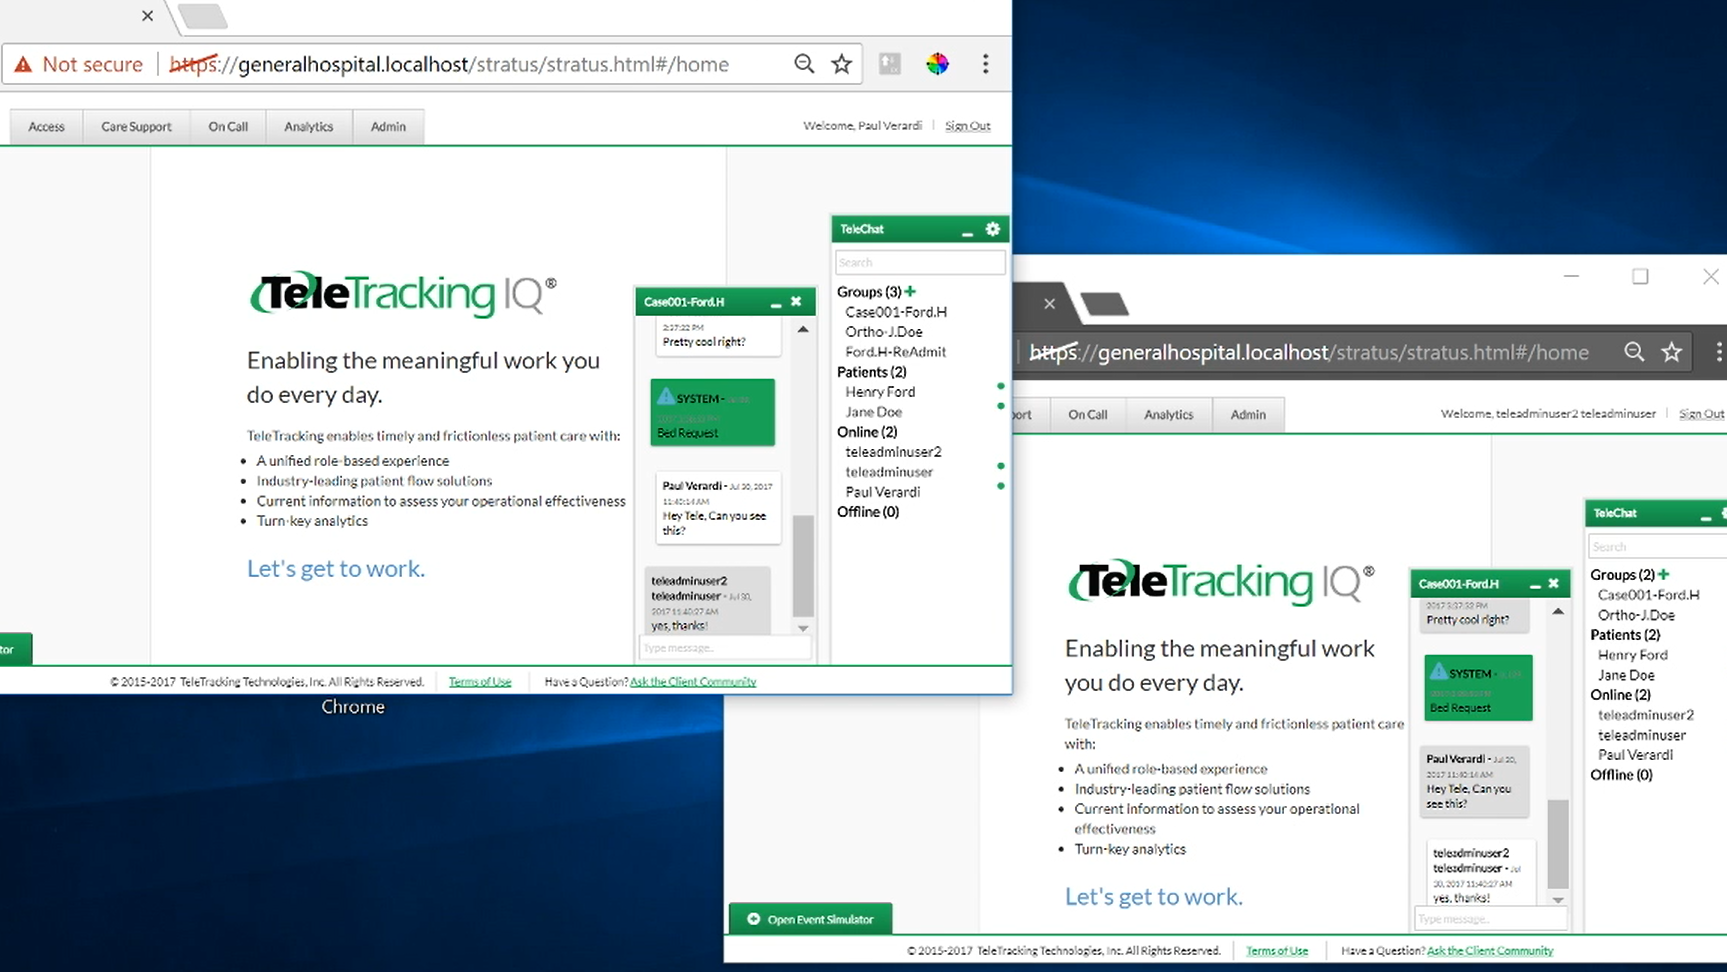 Not secure
https://generalhospital.localhost/stratus/stratus.html#/home
Access
Care Support
On Call
Analytics
Admin
Welcome, Paul Verardi
Sign Out
TeleTracking IQ®
Enabling the meaningful work you
do every day.
TeleTracking enables timely and frictionless patient care with:
A unified role-based experience
Industry-leading patient flow solutions
Current information to assess your operational effectiveness
Turn-key analytics
Let's get to work.
Case001-Ford.H
2:37:22 PM
Pretty cool right?
SYSTEM -
Bed Request
Paul Verardi - Jul 20, 2017
11:40:14 AM
Hey Tele, Can you see
this?
teleadminuser2
teleadminuser - Jul 20,
2017 11:40:27 AM
yes, thanks!
Type message..
TeleChat
Search
Groups (3)
Case001-Ford.H
Ortho-J.Doe
Ford.H-ReAdmit
Patients (2)
Henry Ford
Jane Doe
Online (2)
teleadminuser2
teleadminuser
Paul Verardi
Offline (0)
tor
© 2015-2017 TeleTracking Technologies, Inc. All Rights Reserved.
Terms of Use
Have a Question? Ask the Client Community
Chrome
https://generalhospital.localhost/stratus/stratus.html#/home
port
On Call
Analytics
Admin
Welcome, teleadminuser2 teleadminuser
Sign Out
TeleTracking IQ®
Enabling the meaningful work
you do every day.
TeleTracking enables timely and frictionless patient care
with:
A unified role-based experience
Industry-leading patient flow solutions
Current information to assess your operational
effectiveness
Turn-key analytics
Let's get to work.
Case001-Ford.H
Pretty cool right?
SYSTEM -
Bed Request
Paul Verardi - Jul 20,
2017 11:40:14 AM
Hey Tele, Can you
see this?
teleadminuser2
teleadminuser - Jul
20, 2017 11:40:27 AM
yes, thanks!
Type message..
TeleChat
Search
Groups (2)
Case001-Ford.H
Ortho-J.Doe
Patients (2)
Henry Ford
Jane Doe
Online (2)
teleadminuser2
teleadminuser
Paul Verardi
Offline (0)
Open Event Simulator
© 2015-2017 TeleTracking Technologies, Inc. All Rights Reserved.
Terms of Use
Have a Question? Ask the Client Community